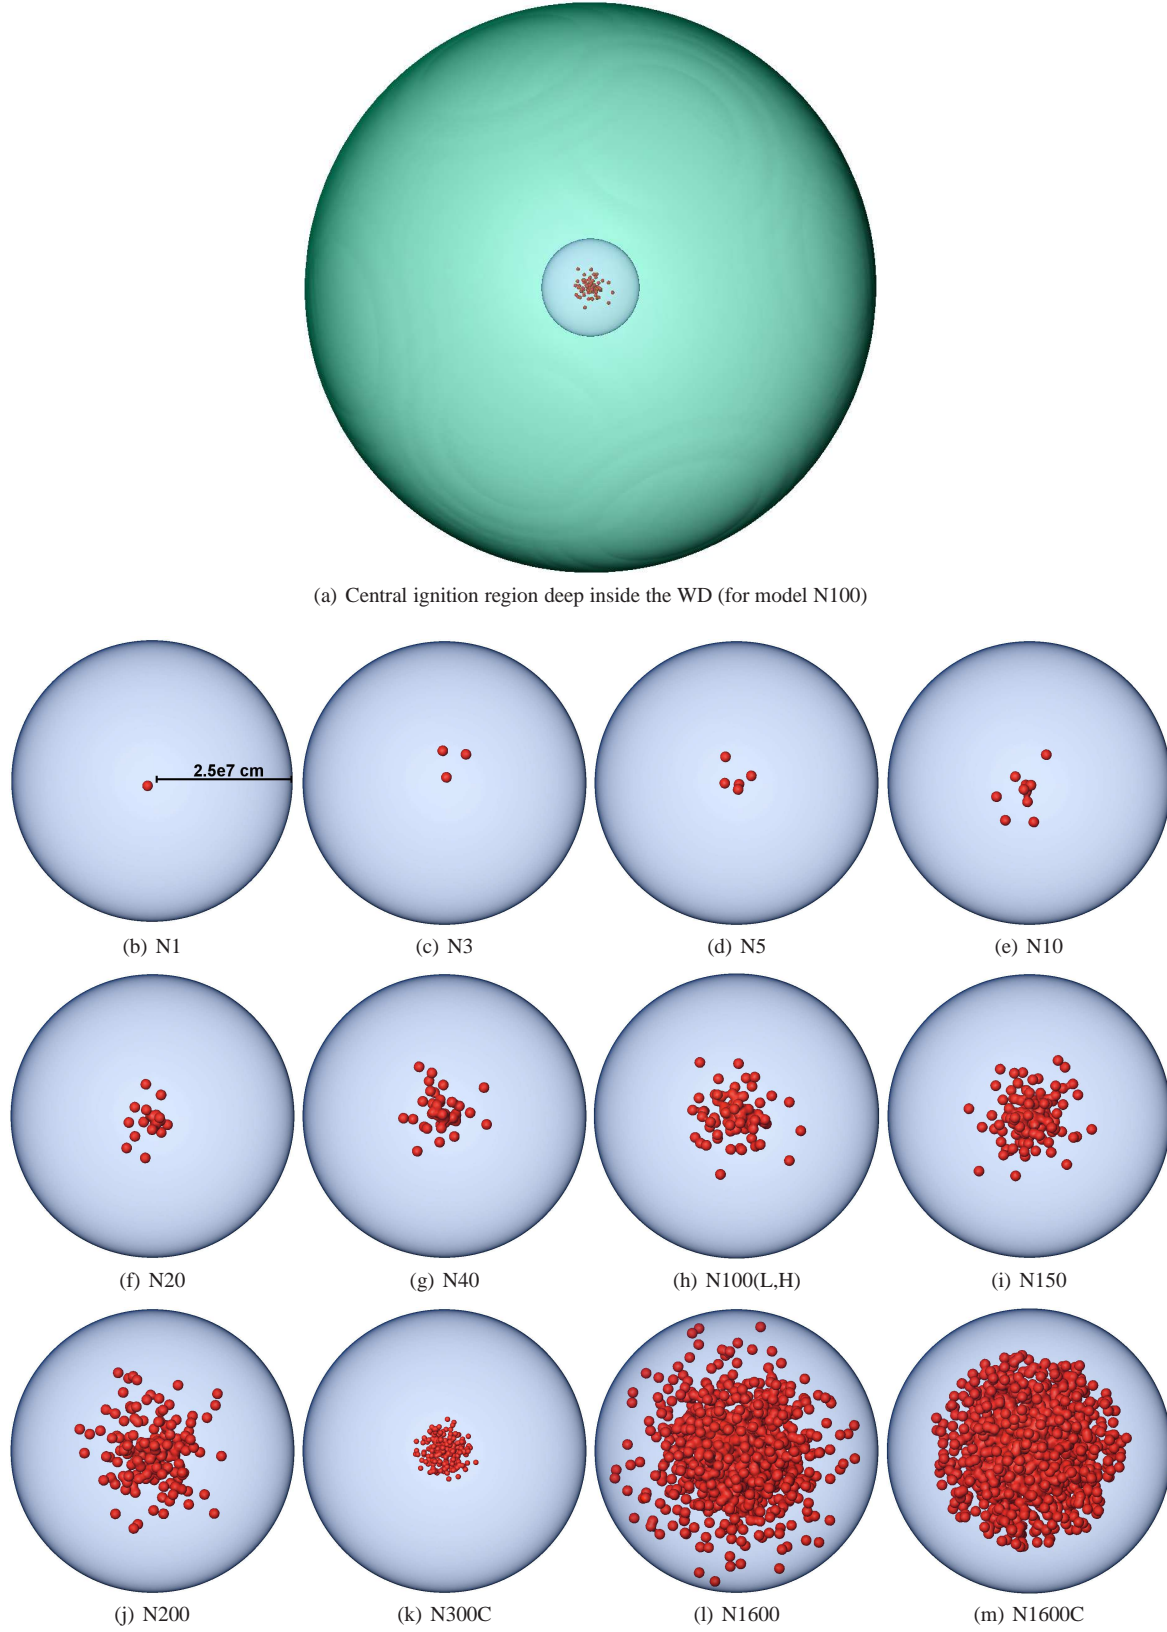 (a) Central ignition region deep inside the WD (for model N100)
2.5e7 cm
(b) N1
(c) N3
(d) N5
(e) N10
(f) N20
(g) N40
(h) N100(L,H)
(i) N150
(j) N200
(k) N300C
(l) N1600
(m) N1600C